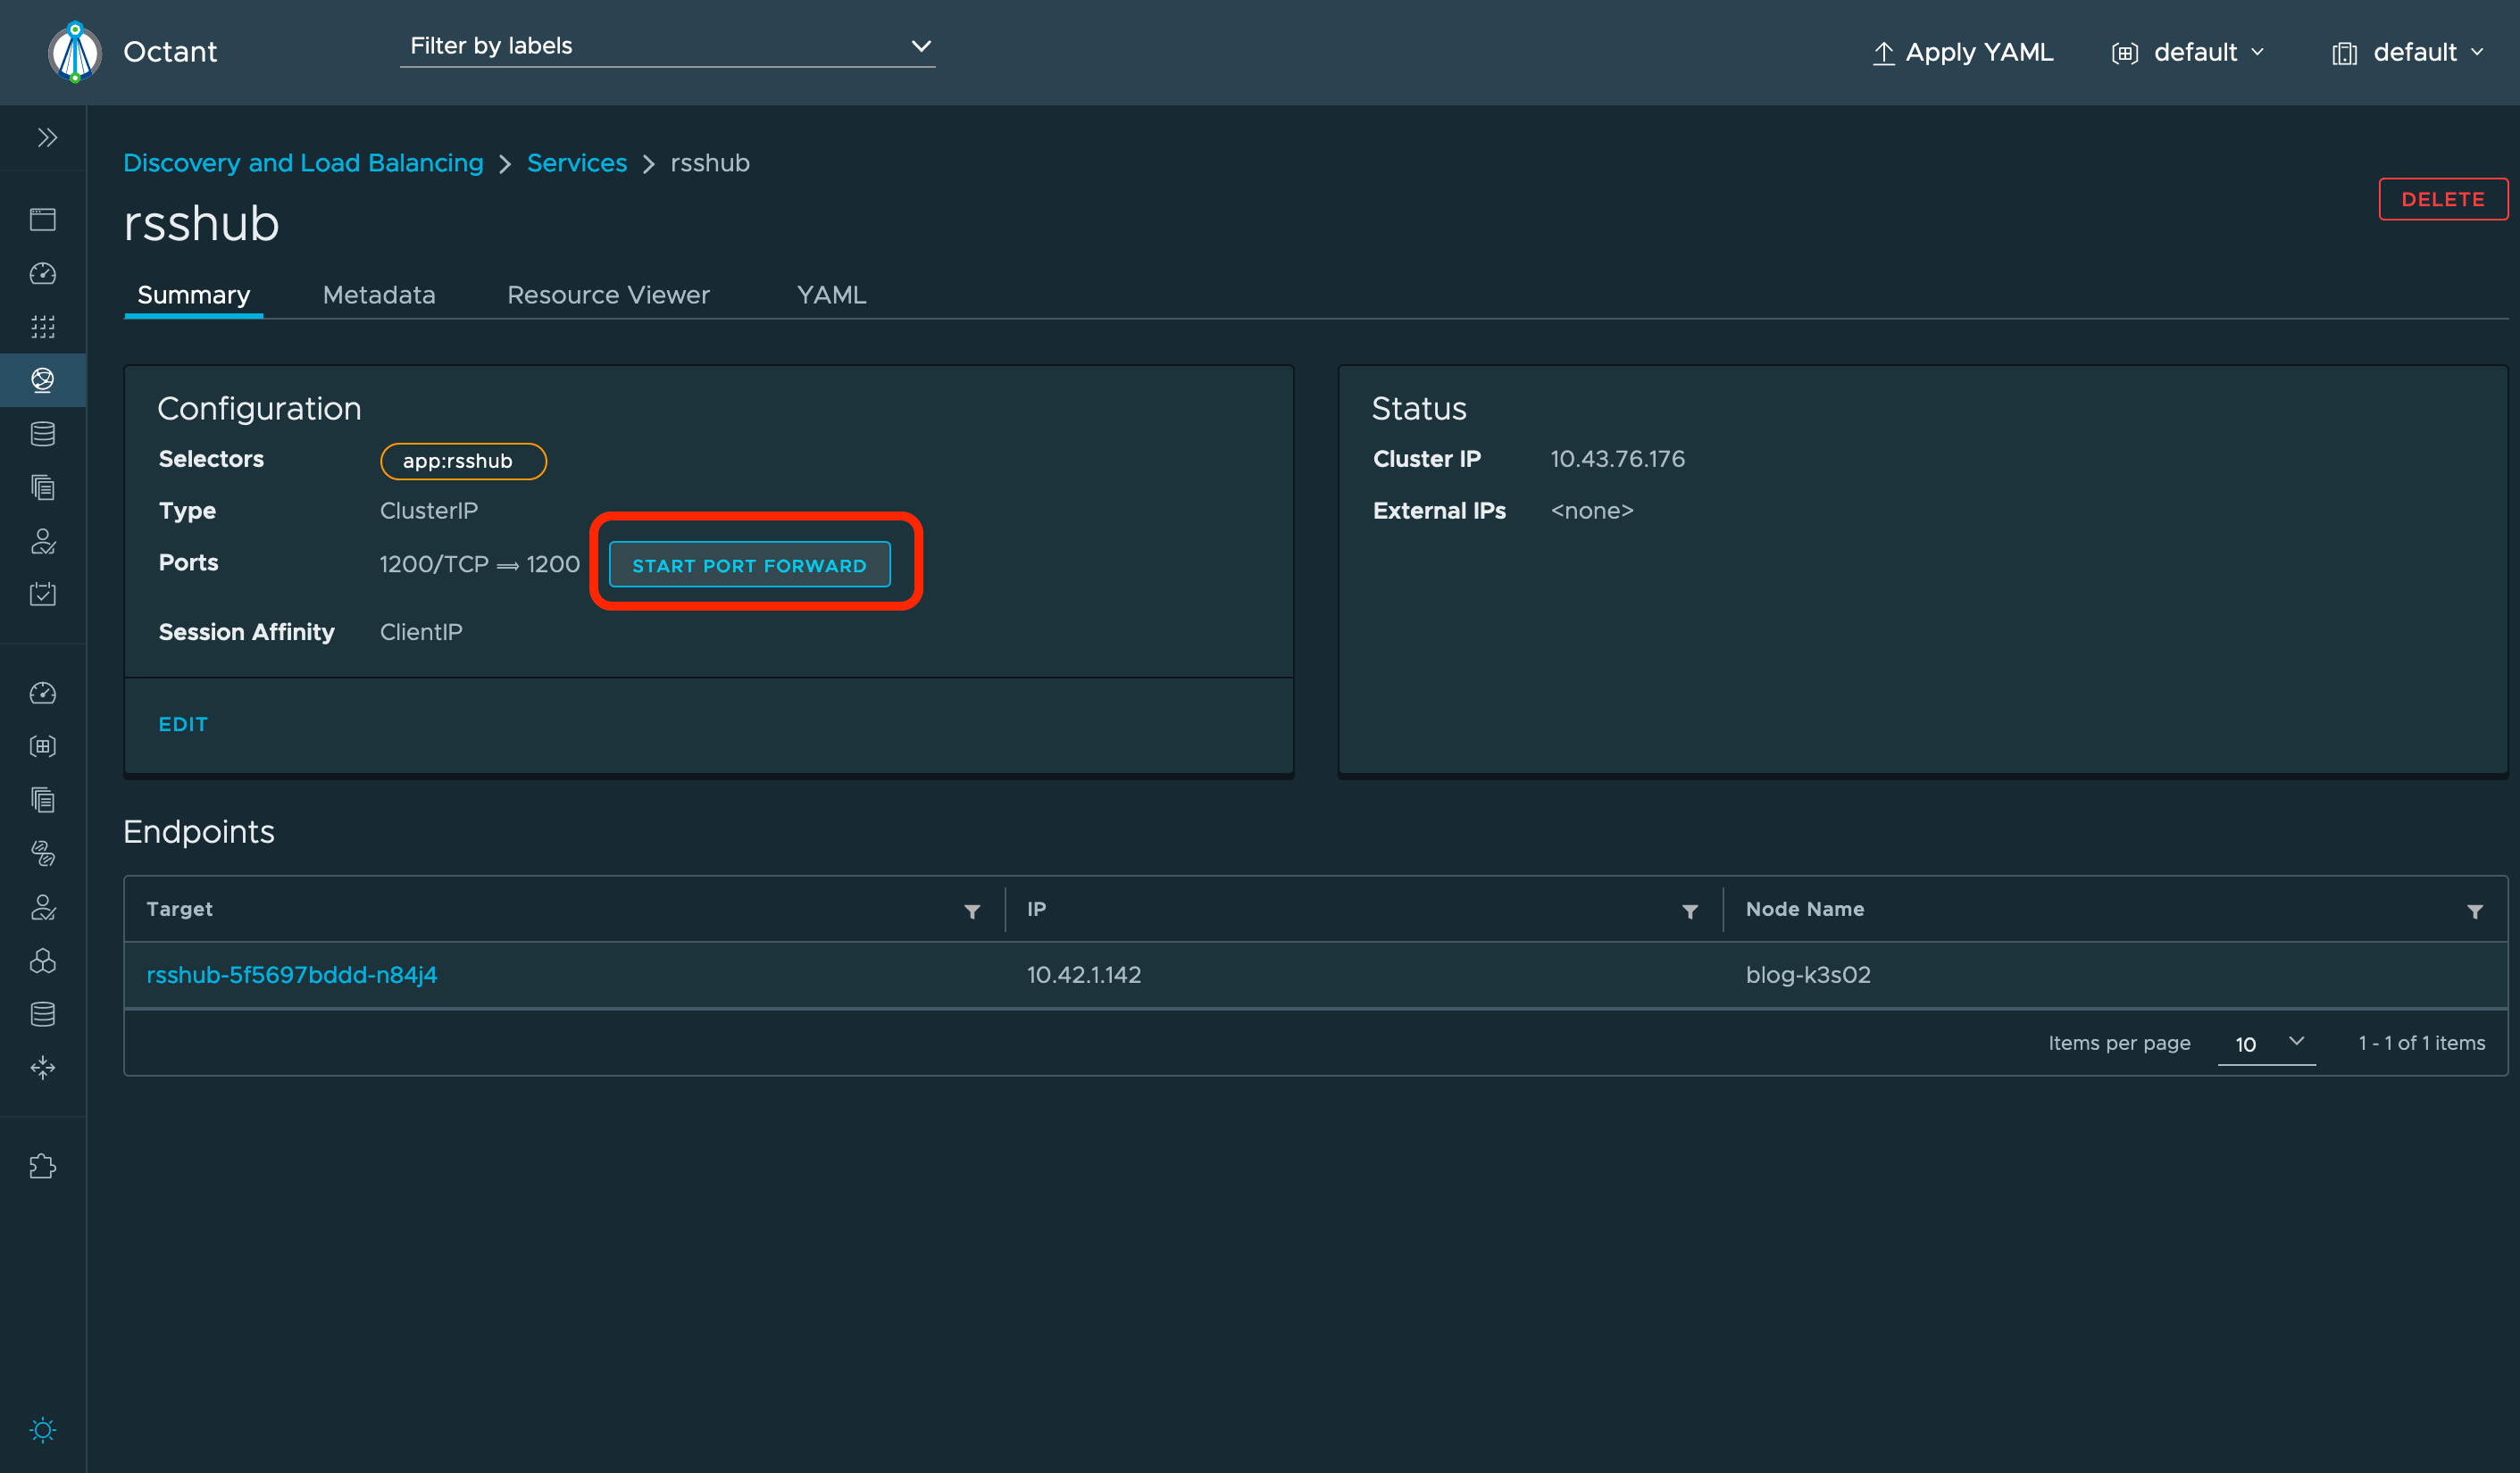 Octant
Filter by labels
Apply YAML
default
default
Discovery and Load Balancing > Services > rsshub
rsshub
DELETE
Summary Metadata Resource Viewer YAML
Configuration
Selectors app:rsshub
Type ClusterIP
Ports 1200/TCP ⟹ 1200 START PORT FORWARD
Session Affinity ClientIP
EDIT
Status
Cluster IP 10.43.76.176
External IPs <none>
Endpoints
Target IP Node Name
rsshub-5f5697bddd-n84j4 10.42.1.142 blog-k3s02
Items per page 10 1 - 1 of 1 items